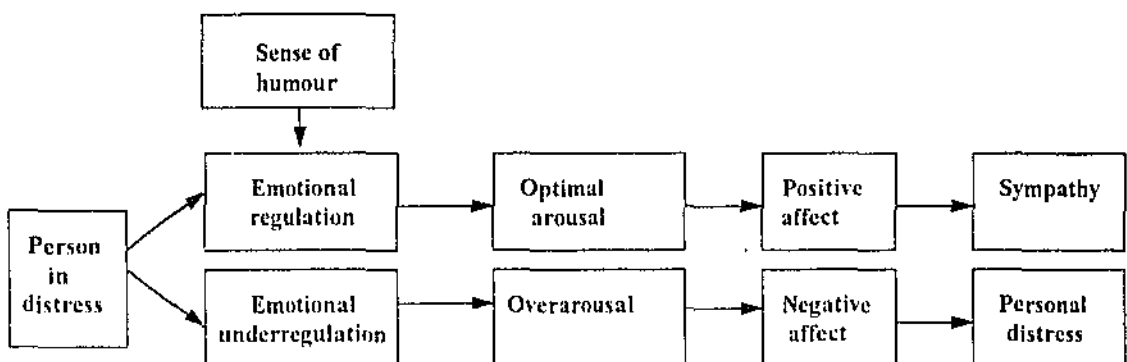 Sense of
humour
Emotional
regulation
Optimal
arousal
Positive
affect
Sympathy
Person
in
distress
Emotional
underregulation
Overarousal
Negative
affect
Personal
distress